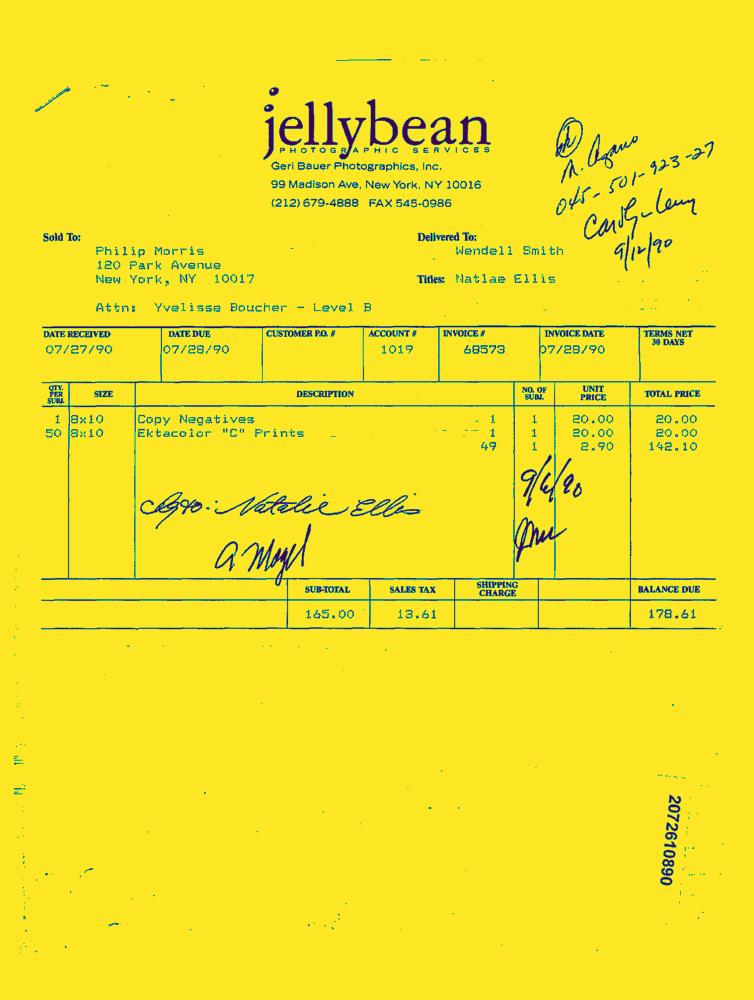 jellybean
PHOTOGRAPHIC SERVICES
Geri Bauer Photographics, Inc.
99 Madison Ave, New York, NY 10016
(212) 679-4888 FAX 545-0986
045-501-923-27
9/12/90
Sold To:
Philip Morris
120 Park Avenue
New York, NY 10017
Attn: Yvelisse Boucher - Level B
Delivered To:
Wendell Smith
Titles: Natlae Ellis
DATE RECEIVED DATE DUE CUSTOMER P.O. # ACCOUNT # INVOICE # INVOICE DATE TERMS NET 30 DAYS
07/27/90 07/28/90 1019 68573 07/28/90
QTY. PER SUBJ. SIZE DESCRIPTION NO. OF SUBJ. UNIT PRICE TOTAL PRICE
1 8x10 Copy Negatives - 1 1 20.00 20.00
50 8x10 Ektacolor "C" Prints - 1 1 20.00 20.00
49 1 2.90 142.10
9/6/90
Natalie Ellis
SUB-TOTAL SALES TAX SHIPPING CHARGE BALANCE DUE
165.00 13.61 178.61
2072610890